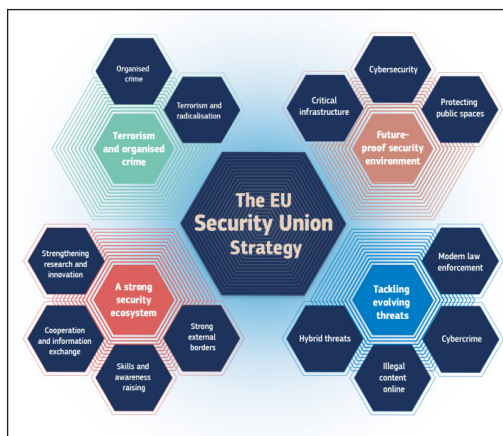 Organised
crime
Terrorism and
radicalisation
Terrorism
and organised
crime
Cybersecurity
Critical
infrastructure
Protecting
public spaces
Future-
proof security
environment
The EU
Security Union
Strategy
Strengthening
research and
innovation
A strong
security
ecosystem
Cooperation
and information
exchange
Skills and
awareness
raising
Strong
external
borders
Modern law
enforcement
Tackling
evolving
threats
Hybrid threats
Cybercrime
Illegal
content
online